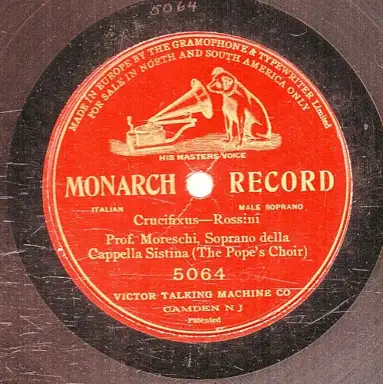 5064
MADE IN EUROPE BY THE GRAMOPHONE & TYPEWRITER Limited
FOR SALE IN NORTH AND SOUTH AMERICA ONLY
HIS MASTERS VOICE
MONARCH RECORD
ITALIAN MALE SOPRANO
Crucifixus—Rossini
Prof. Moreschi, Soprano della
Cappella Sistina (The Pope's Choir)
5064
VICTOR TALKING MACHINE CO
CAMDEN N J
Patented